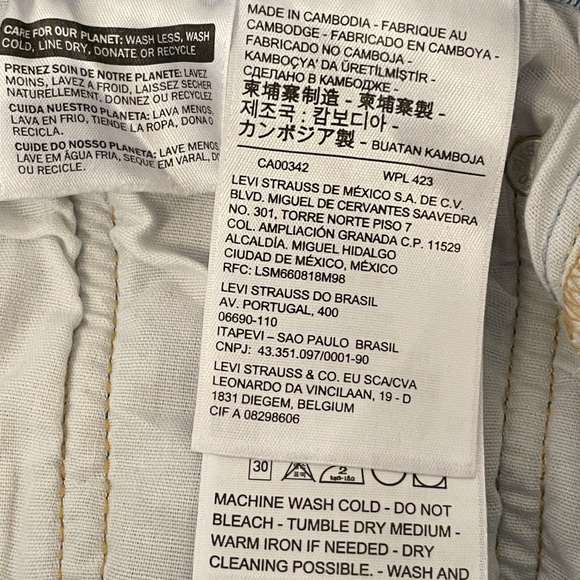 CARE FOR OUR PLANET: WASH LESS, WASH
COLD, LINE DRY, DONATE OR RECYCLE
PRENEZ SOIN DE NOTRE PLANETE: LAVEZ
MOINS, LAVEZ A FROID, LAISSEZ SECHER
NATURELLEMENT, DONNEZ OU RECYCLEZ
CUIDA NUESTRO PLANETA: LAVA MENOS,
LAVA EN FRIO, TIENDE LA ROPA, DONA O
RECICLA.
CUIDE DO NOSSO PLANETA: LAVE MENOS,
LAVE EM ÁGUA FRIA, SEQUE EM VARAL,
OU RECICLE.
MADE IN CAMBODIA - FABRIQUE AU
CAMBODGE - FABRICADO EN CAMBOYA -
FABRICADO NO CAMBOJA -
KAMBOÇYA' DA ÜRETİLMİŞTİR -
СДЕЛАНО В КАМБОДЖЕ -
柬埔寨制造 - 柬埔寨製 -
제조국 : 캄보디아 -
カンボジア製 - BUATAN KAMBOJA
CA00342 WPL 423
LEVI STRAUSS DE MÉXICO S.A. DE C.V.
BLVD. MIGUEL DE CERVANTES SAAVEDRA
NO. 301, TORRE NORTE PISO 7
COL. AMPLIACIÓN GRANADA C.P. 11529
ALCALDÍA. MIGUEL HIDALGO
CIUDAD DE MÉXICO, MÉXICO
RFC: LSM660818M98
LEVI STRAUSS DO BRASIL
AV. PORTUGAL, 400
06690-110
ITAPEVI – SAO PAULO BRASIL
CNPJ: 43.351.097/0001-90
LEVI STRAUSS & CO. EU SCA/CVA
LEONARDO DA VINCILAAN, 19 - D
1831 DIEGEM, BELGIUM
CIF A 08298606
30 2
MACHINE WASH COLD - DO NOT
BLEACH - TUMBLE DRY MEDIUM -
WARM IRON IF NEEDED - DRY
CLEANING POSSIBLE. - WASH AND